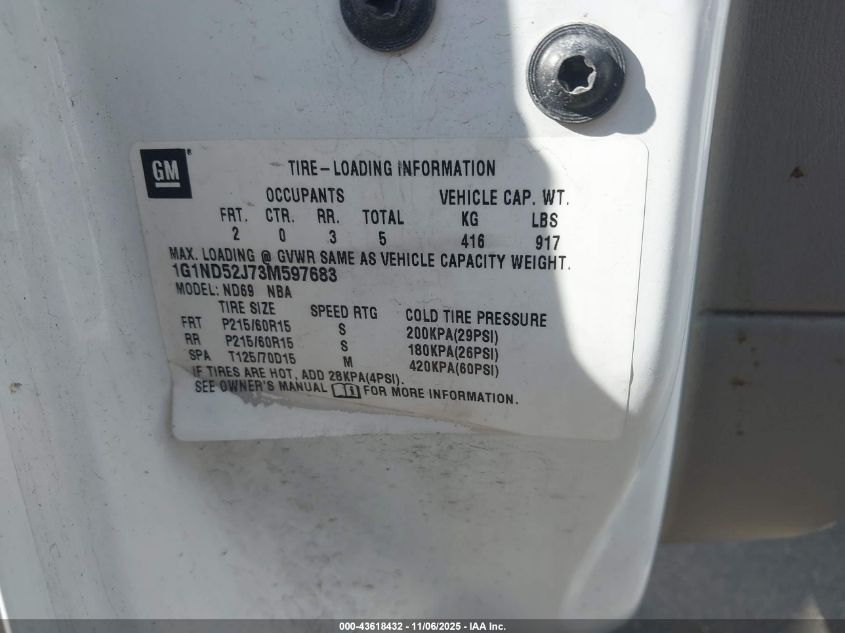 GM®
TIRE-LOADING INFORMATION
OCCUPANTS VEHICLE CAP. WT.
FRT. CTR. RR. TOTAL KG LBS
2 0 3 5 416 917
MAX. LOADING @ GVWR SAME AS VEHICLE CAPACITY WEIGHT.
1G1ND52J73M597683
MODEL: ND69 NBA
TIRE SIZE SPEED RTG COLD TIRE PRESSURE
FRT P215/60R15 S 200KPA(29PSI)
RR P215/60R15 S 180KPA(26PSI)
SPA T125/70D15 M 420KPA(60PSI)
IF TIRES ARE HOT, ADD 28KPA(4PSI).
SEE OWNER'S MANUAL FOR MORE INFORMATION.
000-43618432 - 11/06/2025 - IAA Inc.